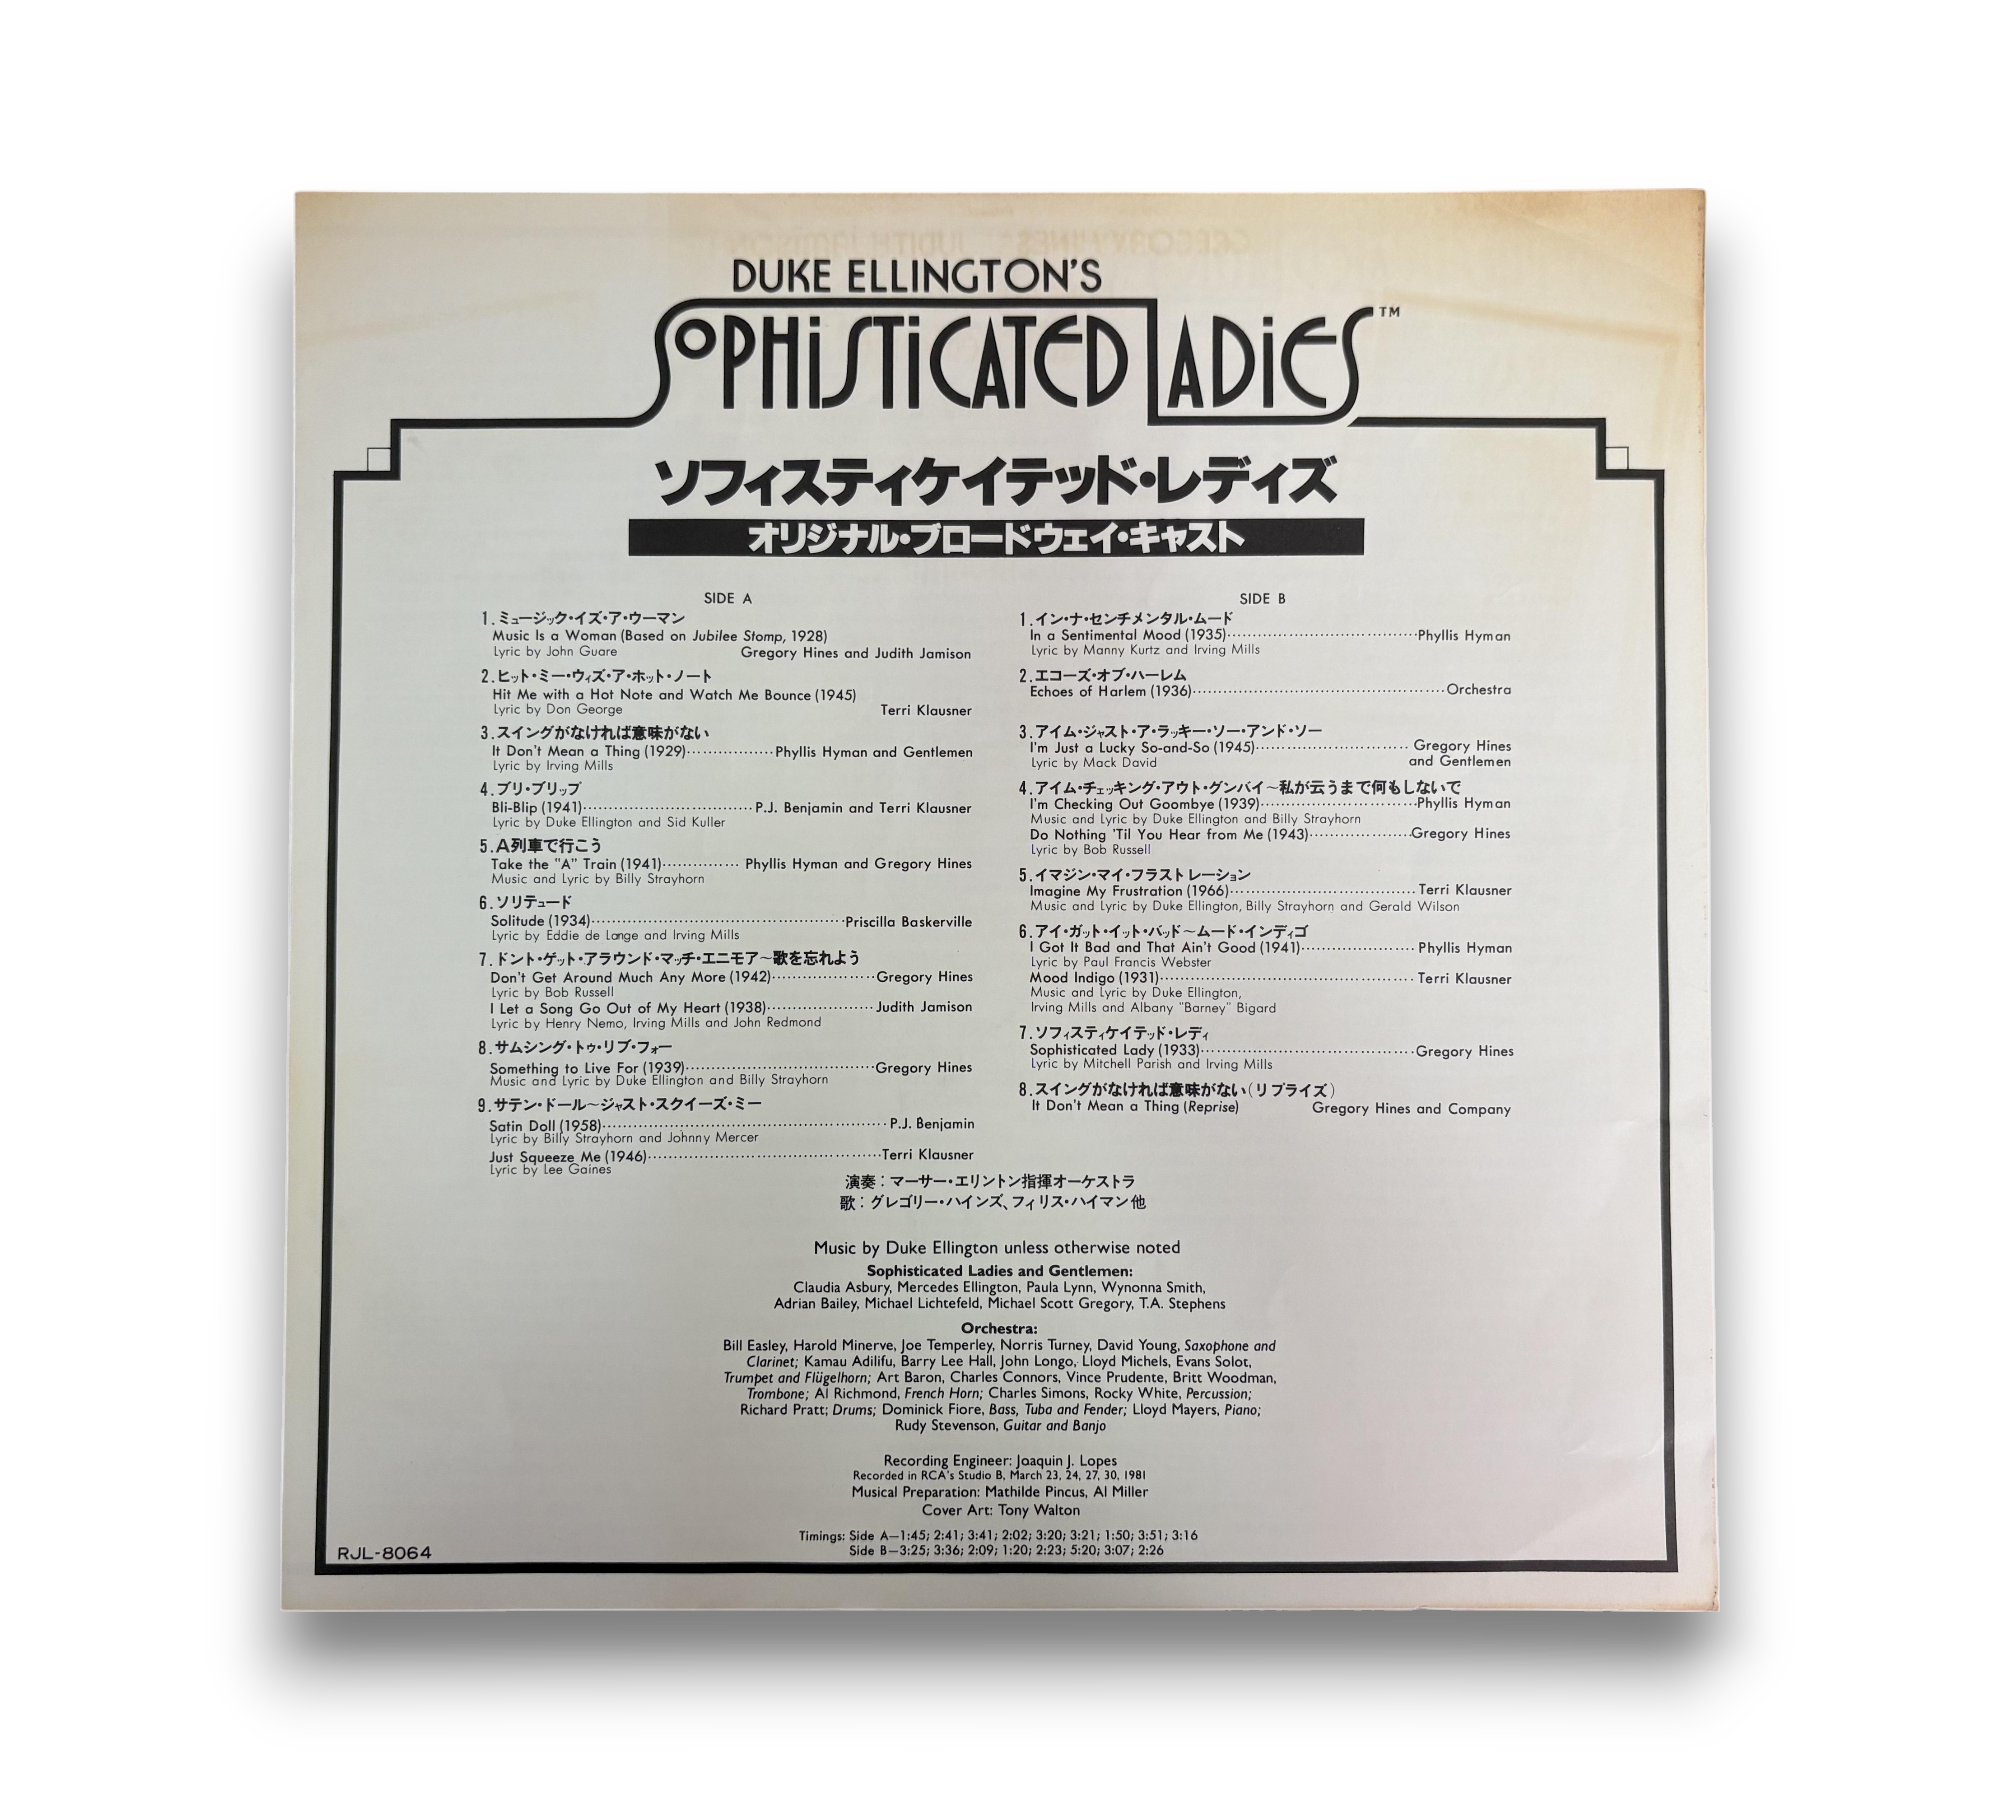 DUKE ELLINGTON'S
SOPHISTICATED LADIES™
ソフィスティケイテッド・レディズ
オリジナル・ブロードウェイ・キャスト
SIDE A
1.ミュージック・イズ・ア・ウーマン
Music Is a Woman (Based on Jubilee Stomp, 1928)
Lyric by John Guare Gregory Hines and Judith Jamison
2.ヒット・ミー・ウィズ・ア・ホット・ノート
Hit Me with a Hot Note and Watch Me Bounce (1945)
Lyric by Don George Terri Klausner
3.スイングがなければ意味がない
It Don't Mean a Thing (1929)·············Phyllis Hyman and Gentlemen
Lyric by Irving Mills
4.ブリ・ブリップ
Bli-Blip (1941)·············P.J. Benjamin and Terri Klausner
Lyric by Duke Ellington and Sid Kuller
5.A列車で行こう
Take the "A" Train (1941)············· Phyllis Hyman and Gregory Hines
Music and Lyric by Billy Strayhorn
6.ソリテュード
Solitude (1934)·············Priscilla Baskerville
Lyric by Eddie de Lange and Irving Mills
7.ドント・ゲット・アラウンド・マッチ・エニモア~歌を忘れよう
Don't Get Around Much Any More (1942)·············Gregory Hines
Lyric by Bob Russell
I Let a Song Go Out of My Heart (1938)·············Judith Jamison
Lyric by Henry Nemo, Irving Mills and John Redmond
8.サムシング・トゥ・リブ・フォー
Something to Live For (1939)·············Gregory Hines
Music and Lyric by Duke Ellington and Billy Strayhorn
9.サテン・ドール~ジャスト・スクイーズ・ミー
Satin Doll (1958)·············P.J. Benjamin
Lyric by Billy Strayhorn and Johnny Mercer
Just Squeeze Me (1946)·············Terri Klausner
Lyric by Lee Gaines
SIDE B
1.イン・ナ・センチメンタル・ムード
In a Sentimental Mood (1935)·············Phyllis Hyman
Lyric by Manny Kurtz and Irving Mills
2.エコーズ・オブ・ハーレム
Echoes of Harlem (1936)·············Orchestra
3.アイム・ジャスト・ア・ラッキー・ソー・アンド・ソー
I'm Just a Lucky So-and-So (1945)············· Gregory Hines
Lyric by Mack David and Gentlemen
4.アイム・チェッキング・アウト・グンバイ~私が云うまで何もしないで
I'm Checking Out Goombye (1939)·············Phyllis Hyman
Music and Lyric by Duke Ellington and Billy Strayhorn
Do Nothing 'Til You Hear from Me (1943)·············Gregory Hines
Lyric by Bob Russell
5.イマジン・マイ・フラストレーション
Imagine My Frustration (1966)············· Terri Klausner
Music and Lyric by Duke Ellington, Billy Strayhorn and Gerald Wilson
6.アイ・ガット・イット・バッド~ムード・インディゴ
I Got It Bad and That Ain't Good (1941)············· Phyllis Hyman
Lyric by Paul Francis Webster
Mood Indigo (1931)············· Terri Klausner
Music and Lyric by Duke Ellington,
Irving Mills and Albany "Barney" Bigard
7.ソフィスティケイテッド・レディ
Sophisticated Lady (1933)·············Gregory Hines
Lyric by Mitchell Parish and Irving Mills
8.スイングがなければ意味がない(リプライズ)
It Don't Mean a Thing (Reprise) Gregory Hines and Company
演奏:マーサー・エリントン指揮オーケストラ
歌:グレゴリー・ハインズ、フィリス・ハイマン他
Music by Duke Ellington unless otherwise noted
Sophisticated Ladies and Gentlemen:
Claudia Asbury, Mercedes Ellington, Paula Lynn, Wynonna Smith,
Adrian Bailey, Michael Lichtefeld, Michael Scott Gregory, T.A. Stephens
Orchestra:
Bill Easley, Harold Minerve, Joe Temperley, Norris Turney, David Young, Saxophone and
Clarinet; Kamau Adilifu, Barry Lee Hall, John Longo, Lloyd Michels, Evans Solot,
Trumpet and Flügelhorn; Art Baron, Charles Connors, Vince Prudente, Britt Woodman,
Trombone; Al Richmond, French Horn; Charles Simons, Rocky White, Percussion;
Richard Pratt; Drums; Dominick Fiore, Bass, Tuba and Fender; Lloyd Mayers, Piano;
Rudy Stevenson, Guitar and Banjo
Recording Engineer: Joaquin J. Lopes
Recorded in RCA's Studio B, March 23, 24, 27, 30, 1981
Musical Preparation: Mathilde Pincus, Al Miller
Cover Art: Tony Walton
Timings: Side A—1:45; 2:41; 3:41; 2:02; 3:20; 3:21; 1:50; 3:51; 3:16
Side B—3:25; 3:36; 2:09; 1:20; 2:23; 5:20; 3:07; 2:26
RJL-8064